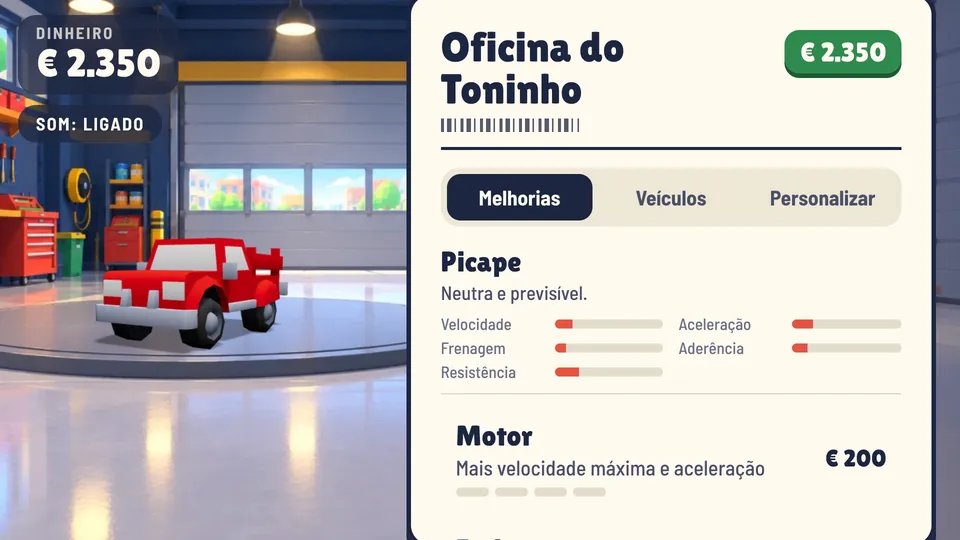 DINHEIRO
€ 2.350
SOM: LIGADO
Oficina do
Toninho
€ 2.350
Melhorias
Veículos
Personalizar
Picape
Neutra e previsível.
Velocidade
Aceleração
Frenagem
Aderência
Resistência
Motor
Mais velocidade máxima e aceleração
€ 200